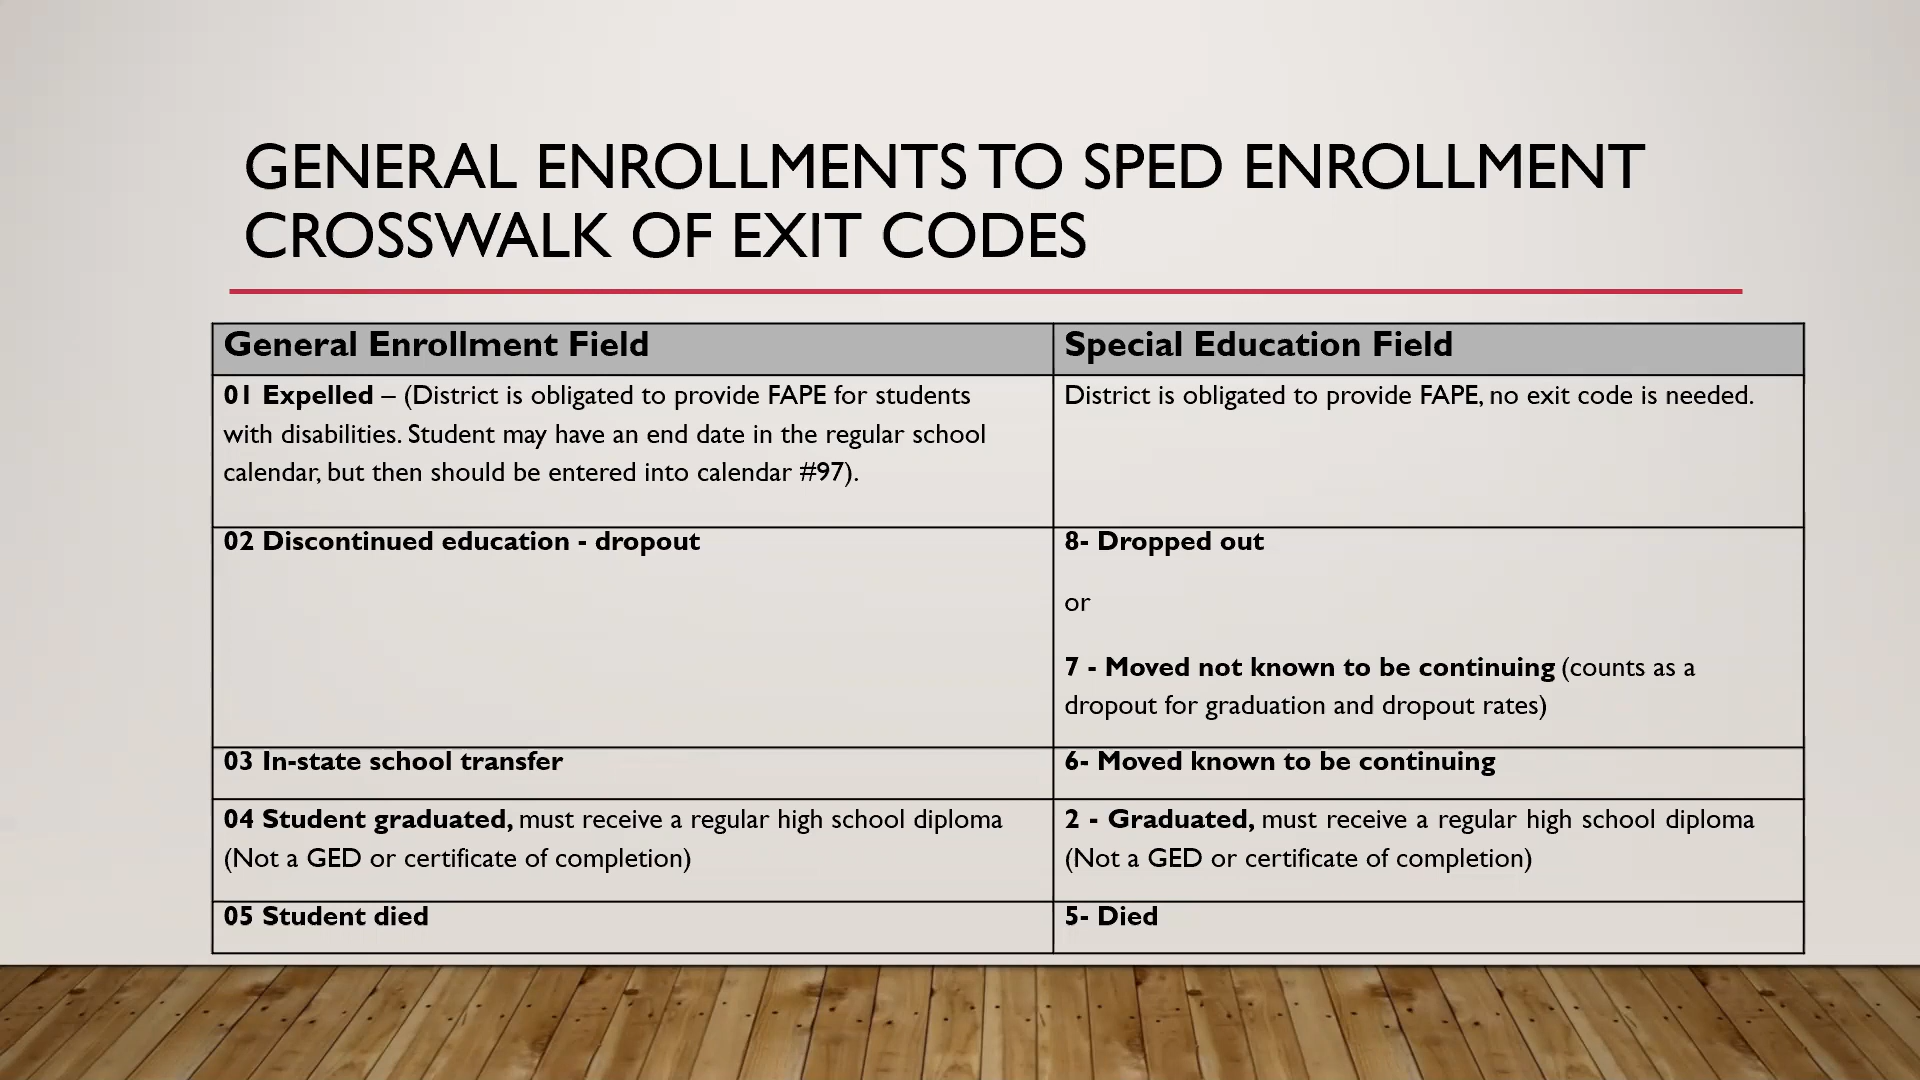 GENERAL ENROLLMENTS TO SPED ENROLLMENT
CROSSWALK OF EXIT CODES
General Enrollment Field
Special Education Field
01 Expelled – (District is obligated to provide FAPE for students
with disabilities. Student may have an end date in the regular school
calendar, but then should be entered into calendar #97).
District is obligated to provide FAPE, no exit code is needed.
02 Discontinued education - dropout
8- Dropped out
or
7 - Moved not known to be continuing (counts as a
dropout for graduation and dropout rates)
03 In-state school transfer
6- Moved known to be continuing
04 Student graduated, must receive a regular high school diploma
(Not a GED or certificate of completion)
2 - Graduated, must receive a regular high school diploma
(Not a GED or certificate of completion)
05 Student died
5- Died